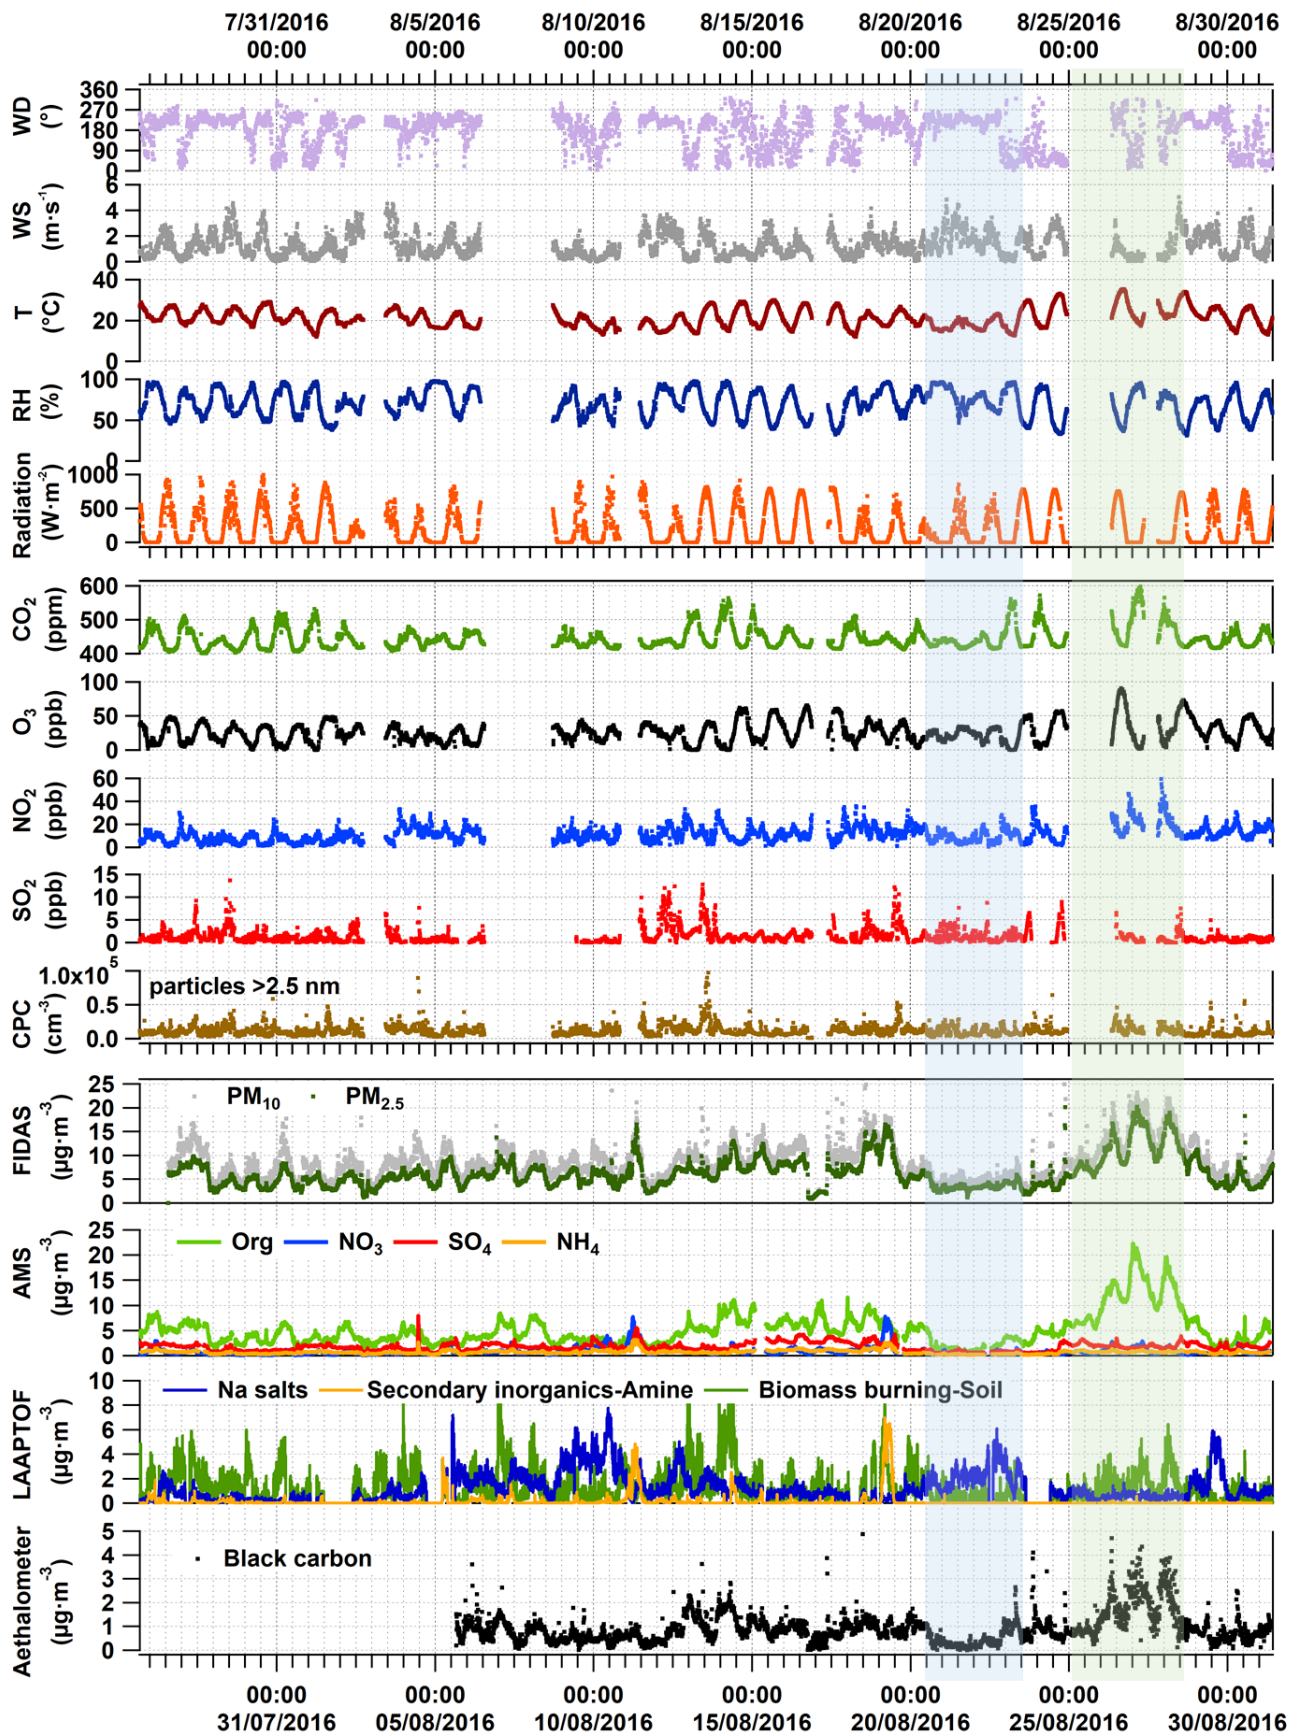 7/31/2016 8/5/2016 8/10/2016 8/15/2016 8/20/2016 8/25/2016 8/30/2016
00:00 00:00 00:00 00:00 00:00 00:00 00:00
WD
(°)
360
270
180
90
0
WS
(m·s⁻¹)
6
4
2
0
T
(°C)
40
20
0
RH
(%)
100
50
0
Radiation
(W·m⁻²)
1000
500
0
CO₂
(ppm)
600
500
400
O₃
(ppb)
100
50
0
NO₂
(ppb)
60
40
20
0
SO₂
(ppb)
15
10
5
0
CPC
(cm⁻³)
1.0x10⁵
0.5
0.0
particles >2.5 nm
FIDAS
(µg·m⁻³)
25
20
15
10
5
0
PM₁₀ PM₂.₅
AMS
(µg·m⁻³)
25
20
15
10
5
0
Org NO₃ SO₄ NH₄
LAAPTOF
(µg·m⁻³)
10
8
6
4
2
0
Na salts Secondary inorganics-Amine Biomass burning-Soil
Aethalometer
(µg·m⁻³)
5
4
3
2
1
0
Black carbon
00:00 00:00 00:00 00:00 00:00 00:00 00:00
31/07/2016 05/08/2016 10/08/2016 15/08/2016 20/08/2016 25/08/2016 30/08/2016